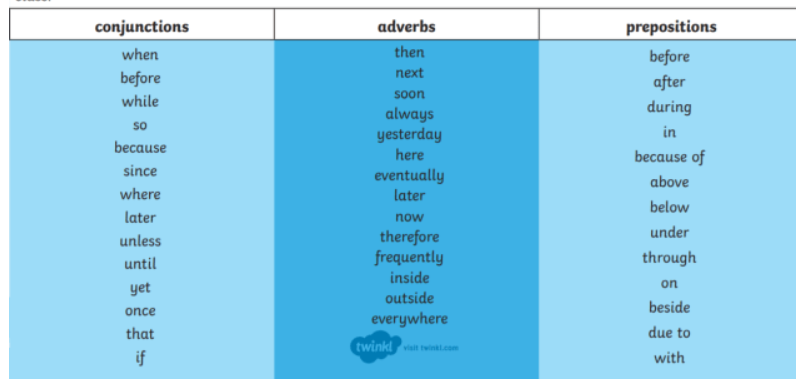 conjunctions
adverbs
prepositions
when
before
while
so
because
since
where
later
unless
until
yet
once
that
if
then
next
soon
always
yesterday
here
eventually
later
now
therefore
frequently
inside
outside
everywhere
twinkl visit twinkl.com
before
after
during
in
because of
above
below
under
through
on
beside
due to
with